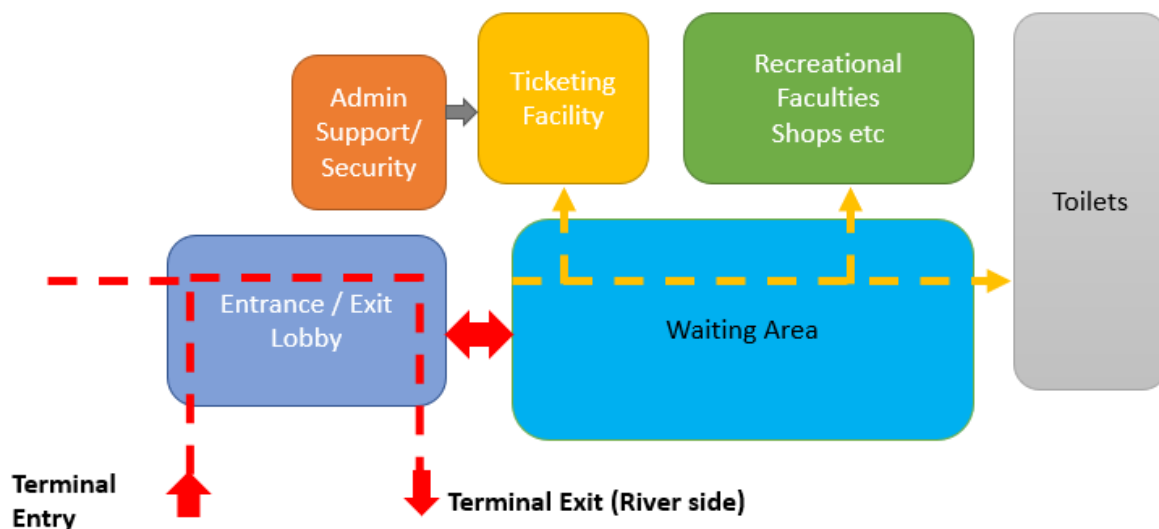 Admin
Support/
Security
Ticketing
Facility
Recreational
Faculties
Shops etc
Toilets
Entrance / Exit
Lobby
Waiting Area
Terminal
Entry
Terminal Exit (River side)